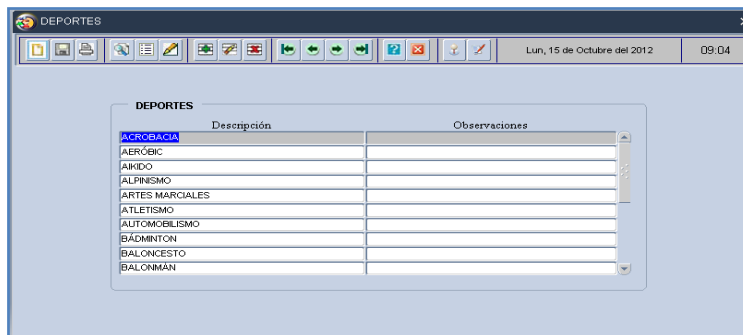 DEPORTES
Lun, 15 de Octubre del 2012 09:04
DEPORTES
Descripción Observaciones
ACROBACIA
AERÓBIC
AIKIDO
ALPINISMO
ARTES MARCIALES
ATLETISMO
AUTOMOBILISMO
BÁDMINTON
BALONCESTO
BALONMÁN